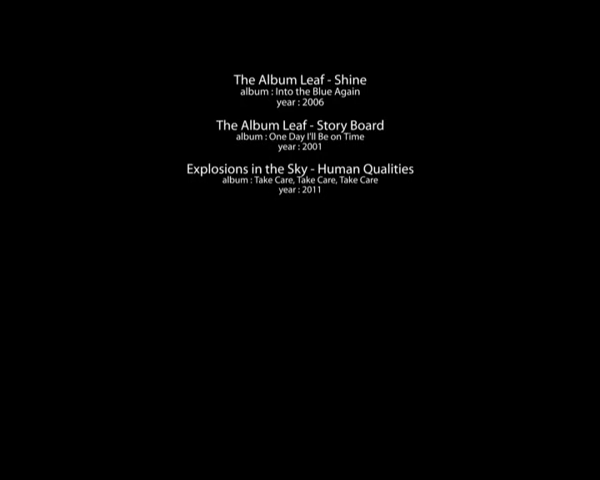 The Album Leaf - Shine
album : Into the Blue Again
year : 2006
The Album Leaf - Story Board
album : One Day I'll Be on Time
year : 2001
Explosions in the Sky - Human Qualities
album : Take Care, Take Care, Take Care
year : 2011